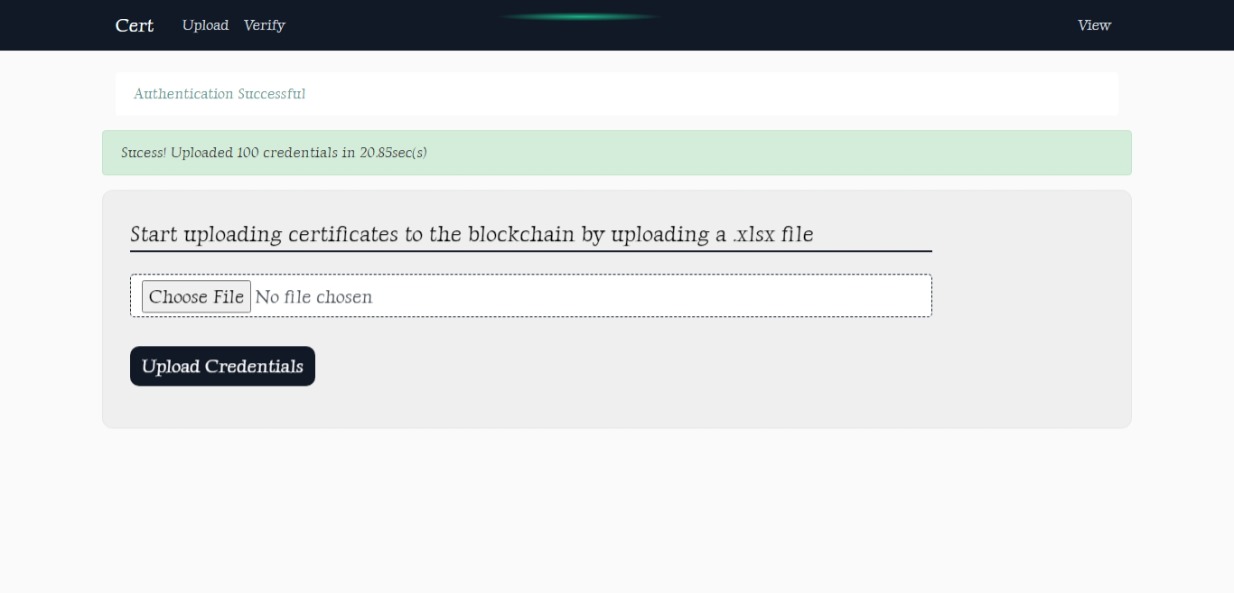 Cert Upload Verify View
Authentication Successful
Sucess! Uploaded 100 credentials in 20.85sec(s)
Start uploading certificates to the blockchain by uploading a .xlsx file
Choose File No file chosen
Upload Credentials